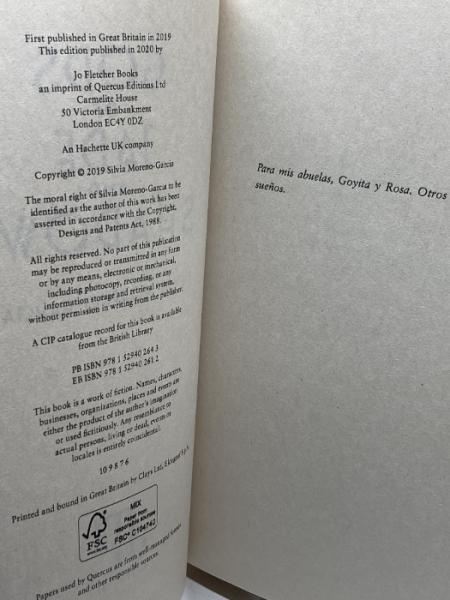 First published in Great Britain in 2019
This edition published in 2020 by
Jo Fletcher Books
an imprint of Quercus Editions Ltd
Carmelite House
50 Victoria Embankment
London EC4Y 0DZ
An Hachette UK company
Copyright © 2019 Silvia Moreno-Garcia
The moral right of Silvia Moreno-Garcia to be
identified as the author of this work has been
asserted in accordance with the Copyright,
Designs and Patents Act, 1988.
All rights reserved. No part of this publication
may be reproduced or transmitted in any form
or by any means, electronic or mechanical,
including photocopy, recording, or any
information storage and retrieval system,
without permission in writing from the publisher.
A CIP catalogue record for this book is available
from the British Library
PB ISBN 978 1 52940 264 3
EB ISBN 978 1 52940 261 2
This book is a work of fiction. Names, characters,
businesses, organizations, places and events are
either the product of the author's imagination
or used fictitiously. Any resemblance to
actual persons, living or dead, events or
locales is entirely coincidental.
10 9 8 7 6
Printed and bound in Great Britain by Clays Ltd, Elcograf S.p.A.
MIX
Paper from
responsible sources
FSC
FSC® C104740
Papers used by Quercus are from well-managed forests
and other responsible sources.
Para mis abuelas, Goyita y Rosa. Otros
sueños.